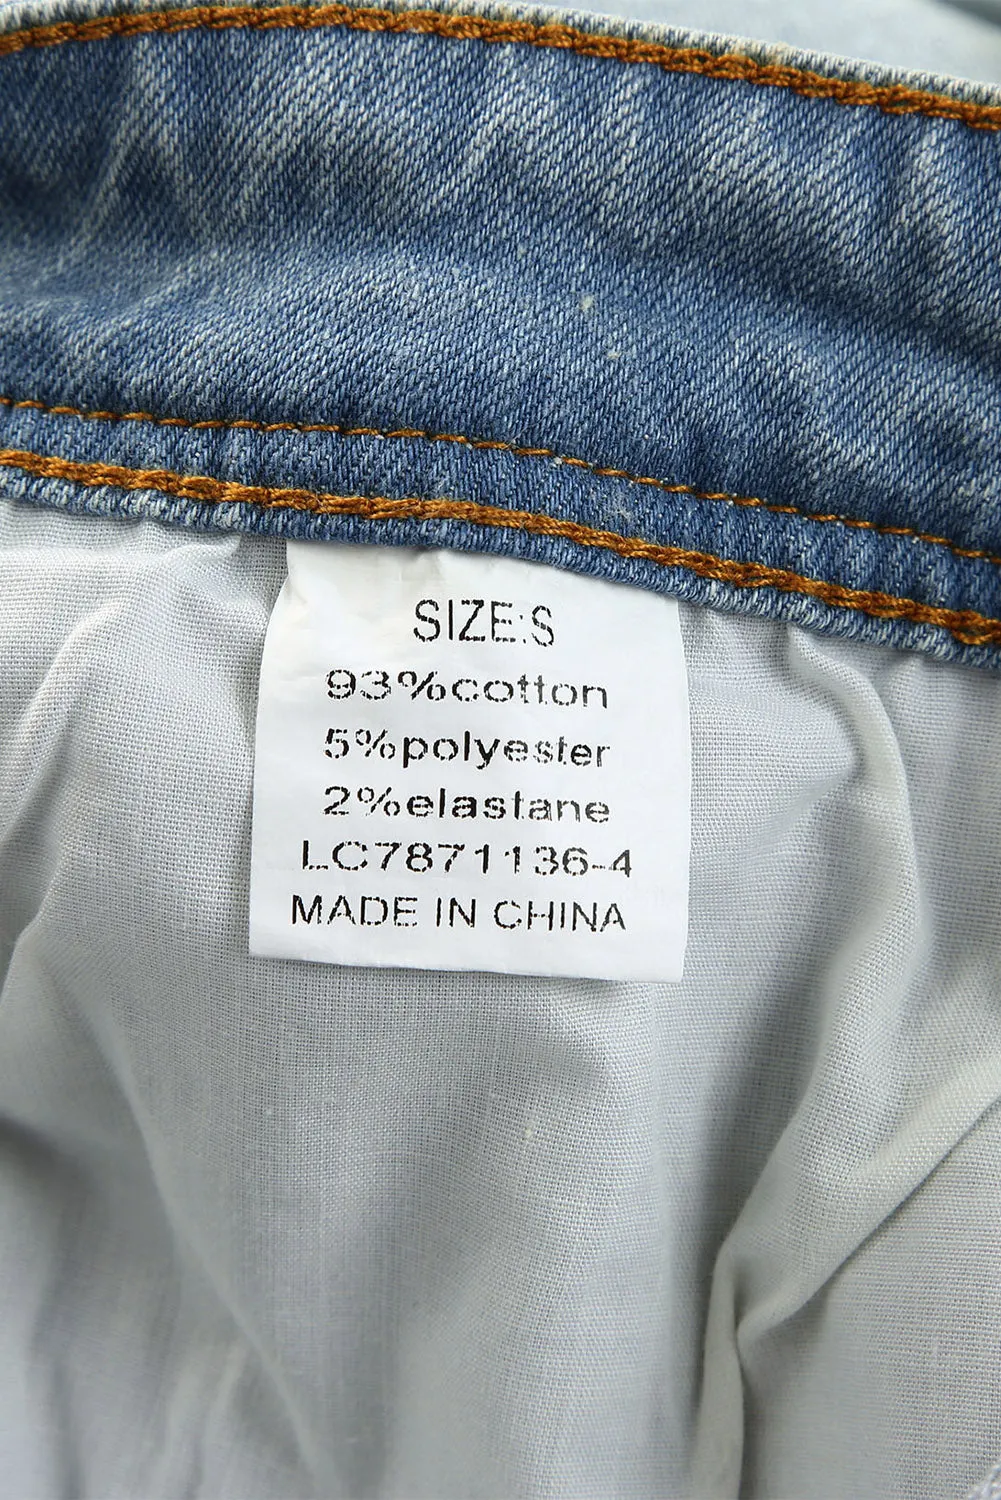 SIZE:S
93%cotton
5%polyester
2%elastane
LC7871136-4
MADE IN CHINA